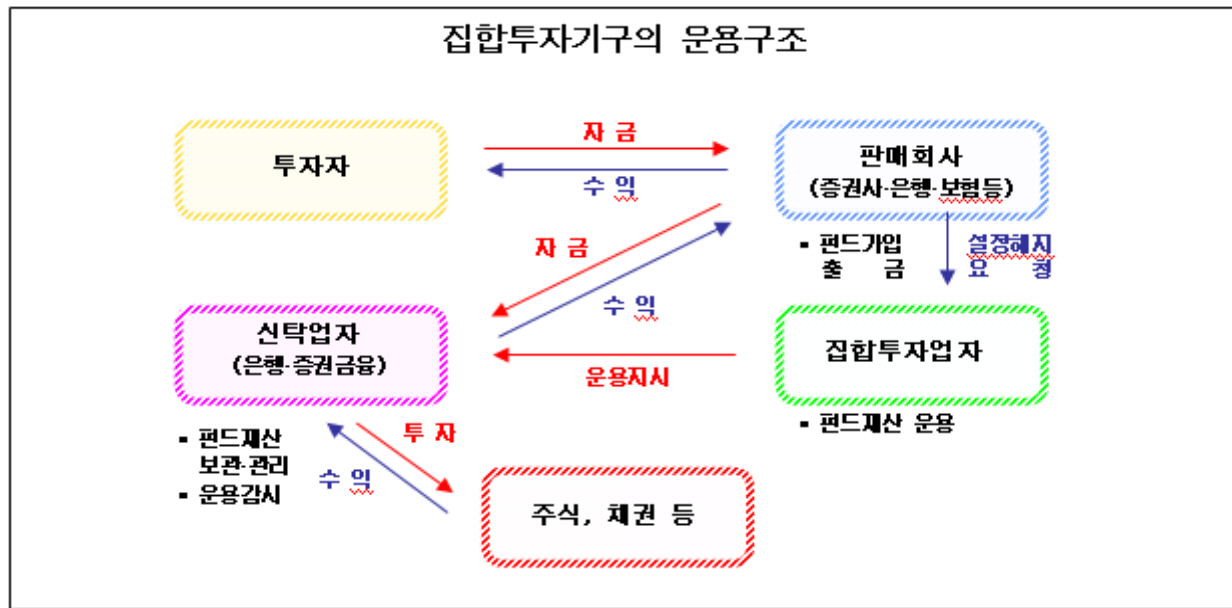 집합투자기구의 운용구조
투자자
자 금
수 익
판매회사
(증권사·은행·보험등)
▪ 펀드가입
출 금
설정해지
요 청
자 금
수 익
신탁업자
(은행·증권금융)
운용지시
집합투자업자
▪ 펀드재산 운용
▪ 펀드재산
보관·관리
▪ 운용감시
투 자
수 익
주식, 채권 등